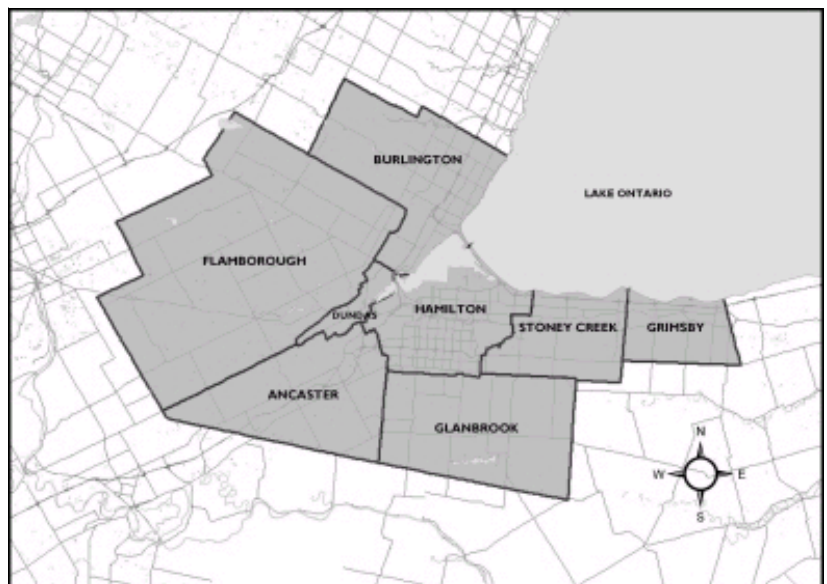 BURLINGTON
LAKE ONTARIO
FLAMBOROUGH
DUNDAS
HAMILTON
STONEY CREEK
GRIMSBY
ANCASTER
GLANBROOK
N
W
E
S